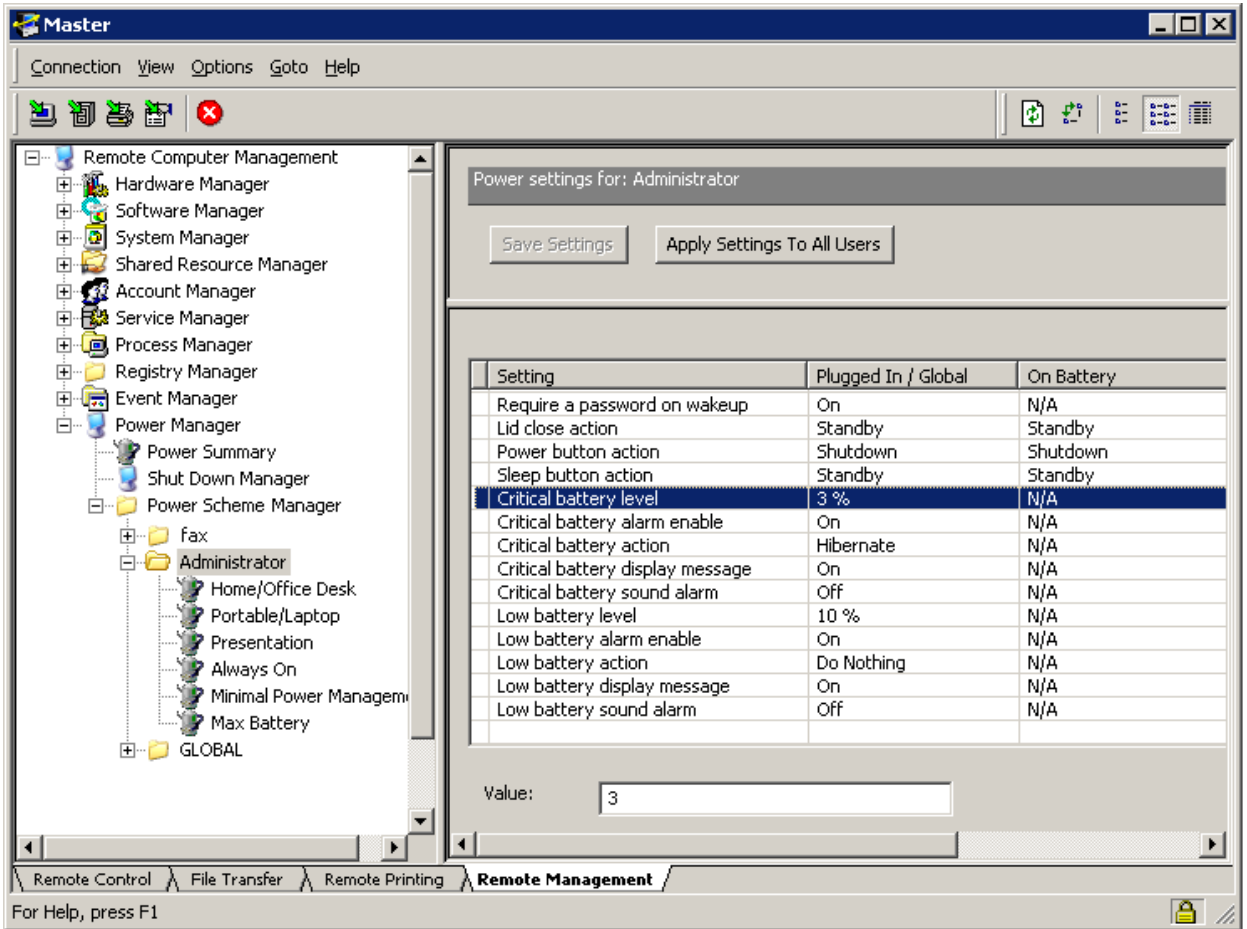 Master
Connection View Options Goto Help
Remote Computer Management
Hardware Manager
Software Manager
System Manager
Shared Resource Manager
Account Manager
Service Manager
Process Manager
Registry Manager
Event Manager
Power Manager
Power Summary
Shut Down Manager
Power Scheme Manager
fax
Administrator
Home/Office Desk
Portable/Laptop
Presentation
Always On
Minimal Power Managem
Max Battery
GLOBAL
Power settings for: Administrator
Save Settings Apply Settings To All Users
Setting Plugged In / Global On Battery
Require a password on wakeup On N/A
Lid close action Standby Standby
Power button action Shutdown Shutdown
Sleep button action Standby Standby
Critical battery level 3 % N/A
Critical battery alarm enable On N/A
Critical battery action Hibernate N/A
Critical battery display message On N/A
Critical battery sound alarm Off N/A
Low battery level 10 % N/A
Low battery alarm enable On N/A
Low battery action Do Nothing N/A
Low battery display message On N/A
Low battery sound alarm Off N/A
Value: 3
Remote Control File Transfer Remote Printing Remote Management
For Help, press F1